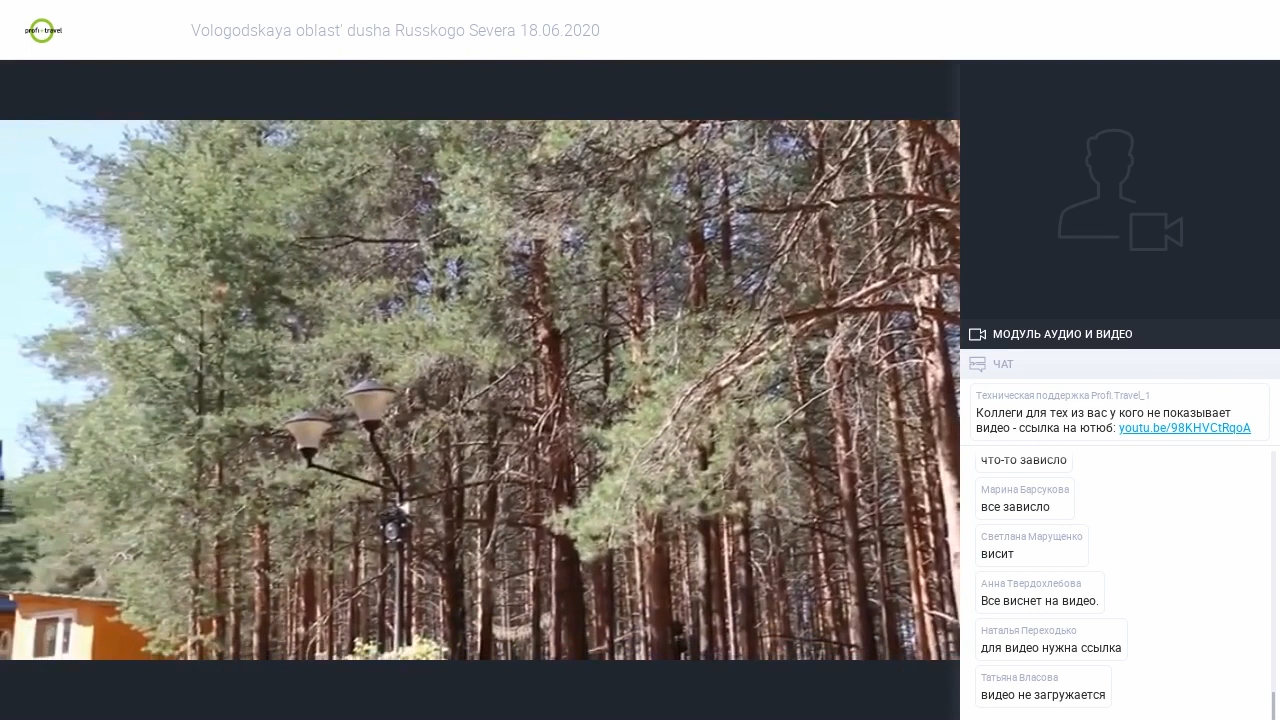 profi travel
Vologodskaya oblast' dusha Russkogo Severa 18.06.2020
МОДУЛЬ АУДИО И ВИДЕО
ЧАТ
Техническая поддержка Profi.Travel_1
Коллеги для тех из вас у кого не показывает
видео - ссылка на ютюб: youtu.be/98KHVCtRqoA
что-то зависло
Марина Барсукова
все зависло
Светлана Марущенко
висит
Анна Твердохлебова
Все виснет на видео.
Наталья Переходько
для видео нужна ссылка
Татьяна Власова
видео не загружается